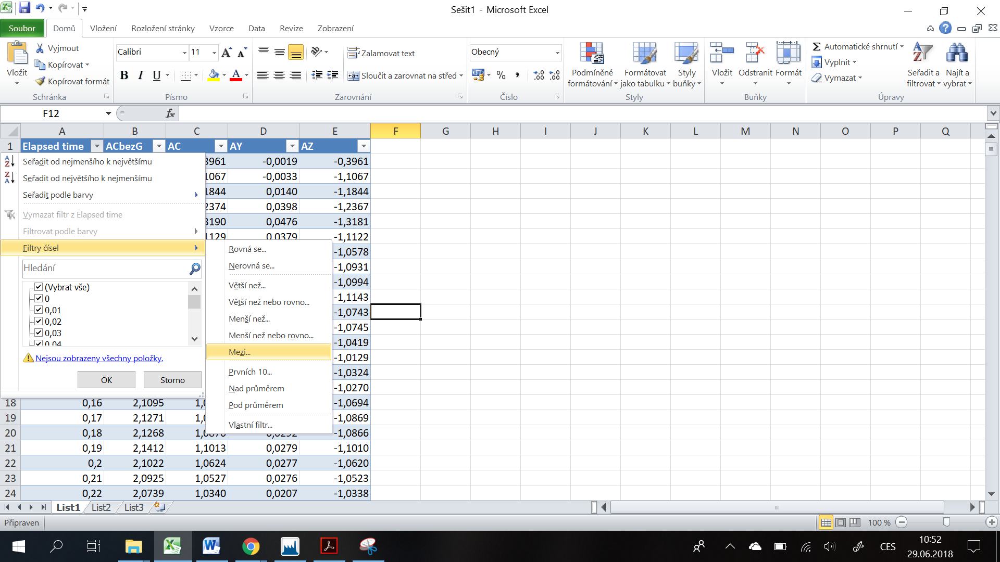 Sešit1 - Microsoft Excel
Soubor Domů Vložení Rozložení stránky Vzorce Data Revize Zobrazení
Vložit
Vyjmout
Kopírovat
Kopírovat formát
Schránka
Calibri 11
B I U
Písmo
Zalamovat text
Sloučit a zarovnat na střed
Zarovnání
Obecný
%
Číslo
Podmíněné formátování
Formátovat jako tabulku
Styly buňky
Styly
Vložit Odstranit Formát
Buňky
Automatické shrnutí
Vyplnit
Vymazat
Seřadit a filtrovat
Najít a vybrat
Úpravy
F12 fx
A B C D E F G H I J K L M N O P Q
1 Elapsed time ACbezG AC AY AZ
Seřadit od nejmenšího k největšímu
Seřadit od největšího k nejmenšímu
Seřadit podle barvy
Vymazat filtr z Elapsed time
Filtrovat podle barvy
Filtry čísel
Hledání
(Vybrat vše)
0
0,01
0,02
0,03
0,04
Nejsou zobrazeny všechny položky.
OK Storno
Rovná se...
Nerovná se...
Větší než...
Větší než nebo rovno...
Menší než...
Menší než nebo rovno...
Mezi...
Prvních 10...
Nad průměrem
Pod průměrem
Vlastní filtr...
3961 -0,0019 -0,3961
1067 -0,0033 -1,1067
1844 0,0140 -1,1844
2374 0,0398 -1,2367
3190 0,0476 -1,3181
1129 0,0379 -1,1122
-1,0578
-1,0931
-1,0994
-1,1143
-1,0743
-1,0745
-1,0419
-1,0129
-1,0324
-1,0270
18 0,16 2,1095 1,0 -1,0694
19 0,17 2,1271 1,0 -1,0869
20 0,18 2,1268 1,0876 0,0292 -1,0866
21 0,19 2,1412 1,1013 0,0279 -1,1010
22 0,2 2,1022 1,0624 0,0277 -1,0620
23 0,21 2,0925 1,0527 0,0276 -1,0523
24 0,22 2,0739 1,0340 0,0207 -1,0338
List1 List2 List3
Připraven 100 %
CES
10:52
29.06.2018